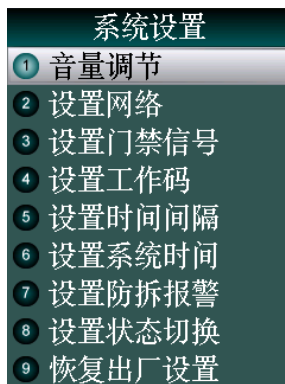 系统设置
1 音量调节
2 设置网络
3 设置门禁信号
4 设置工作码
5 设置时间间隔
6 设置系统时间
7 设置防拆报警
8 设置状态切换
9 恢复出厂设置